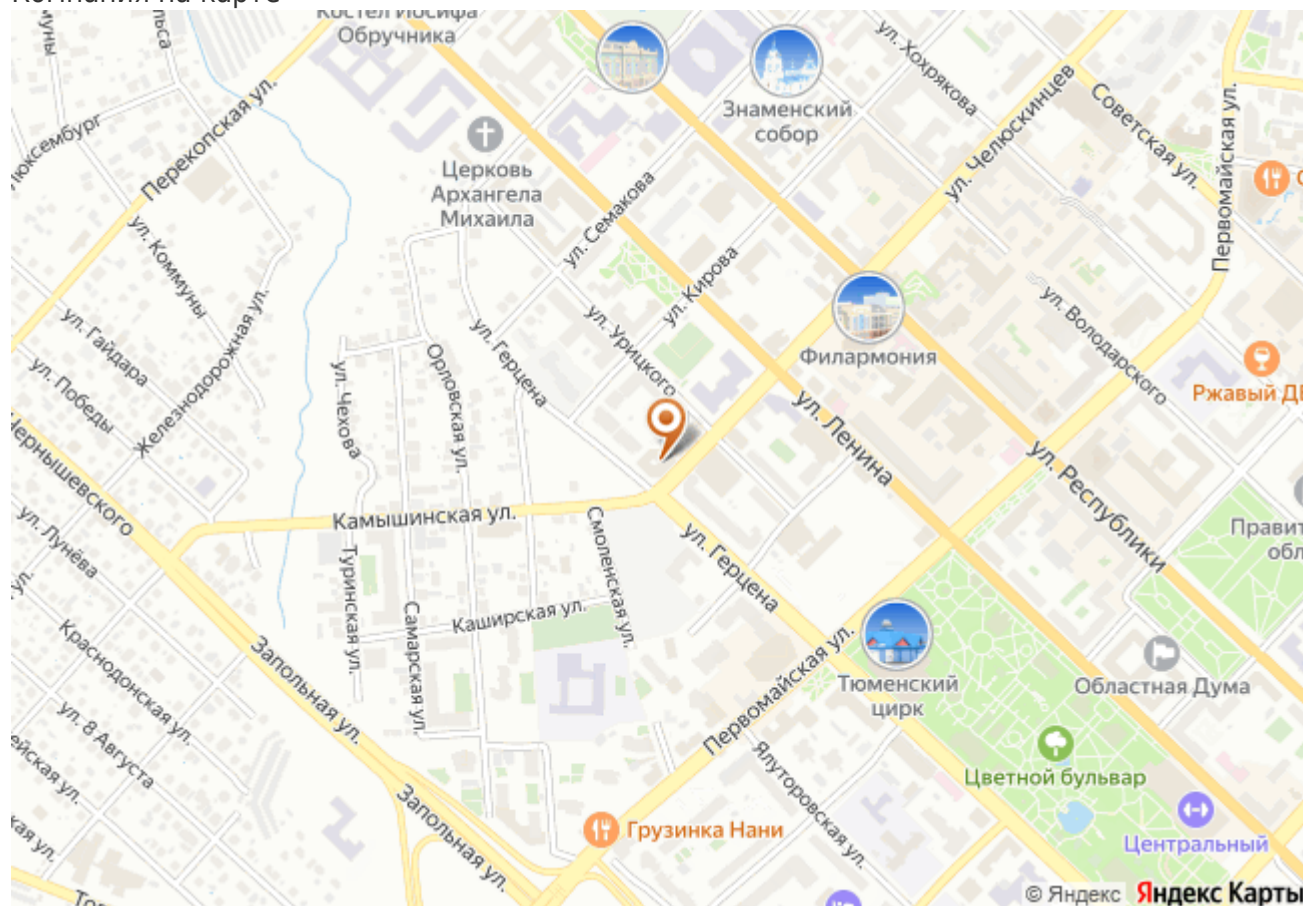 Компания на карте
Костёл Иосифа
Обручника
Знаменский
собор
ул. Хохрякова
ул. Челюскинцев
Советская ул.
Первомайская ул.
Перекопская ул.
Церковь
Архангела
Михаила
ул. Семакова
ул. Кирова
ул. Коммуны
ул. Гайдара
ул. Победы
Железнодорожная ул.
ул. Чехова
Орловская ул.
ул. Герцена
ул. Урицкого
Филармония
ул. Володарского
Ржавый
ул. Ленина
ул. Республики
Чернышевского
ул. Лунёва
Камышинская ул.
Туринская ул.
Самарская ул.
Смоленская ул.
Каширская ул.
ул. Герцена
Первомайская ул.
Тюменский
цирк
Областная Дума
Краснодонская ул.
ул. 8 Августа
Запольная ул.
Запольная ул.
Ялуторовская ул.
Цветной бульвар
Грузинка Нани
Центральный
© Яндекс Яндекс Карты